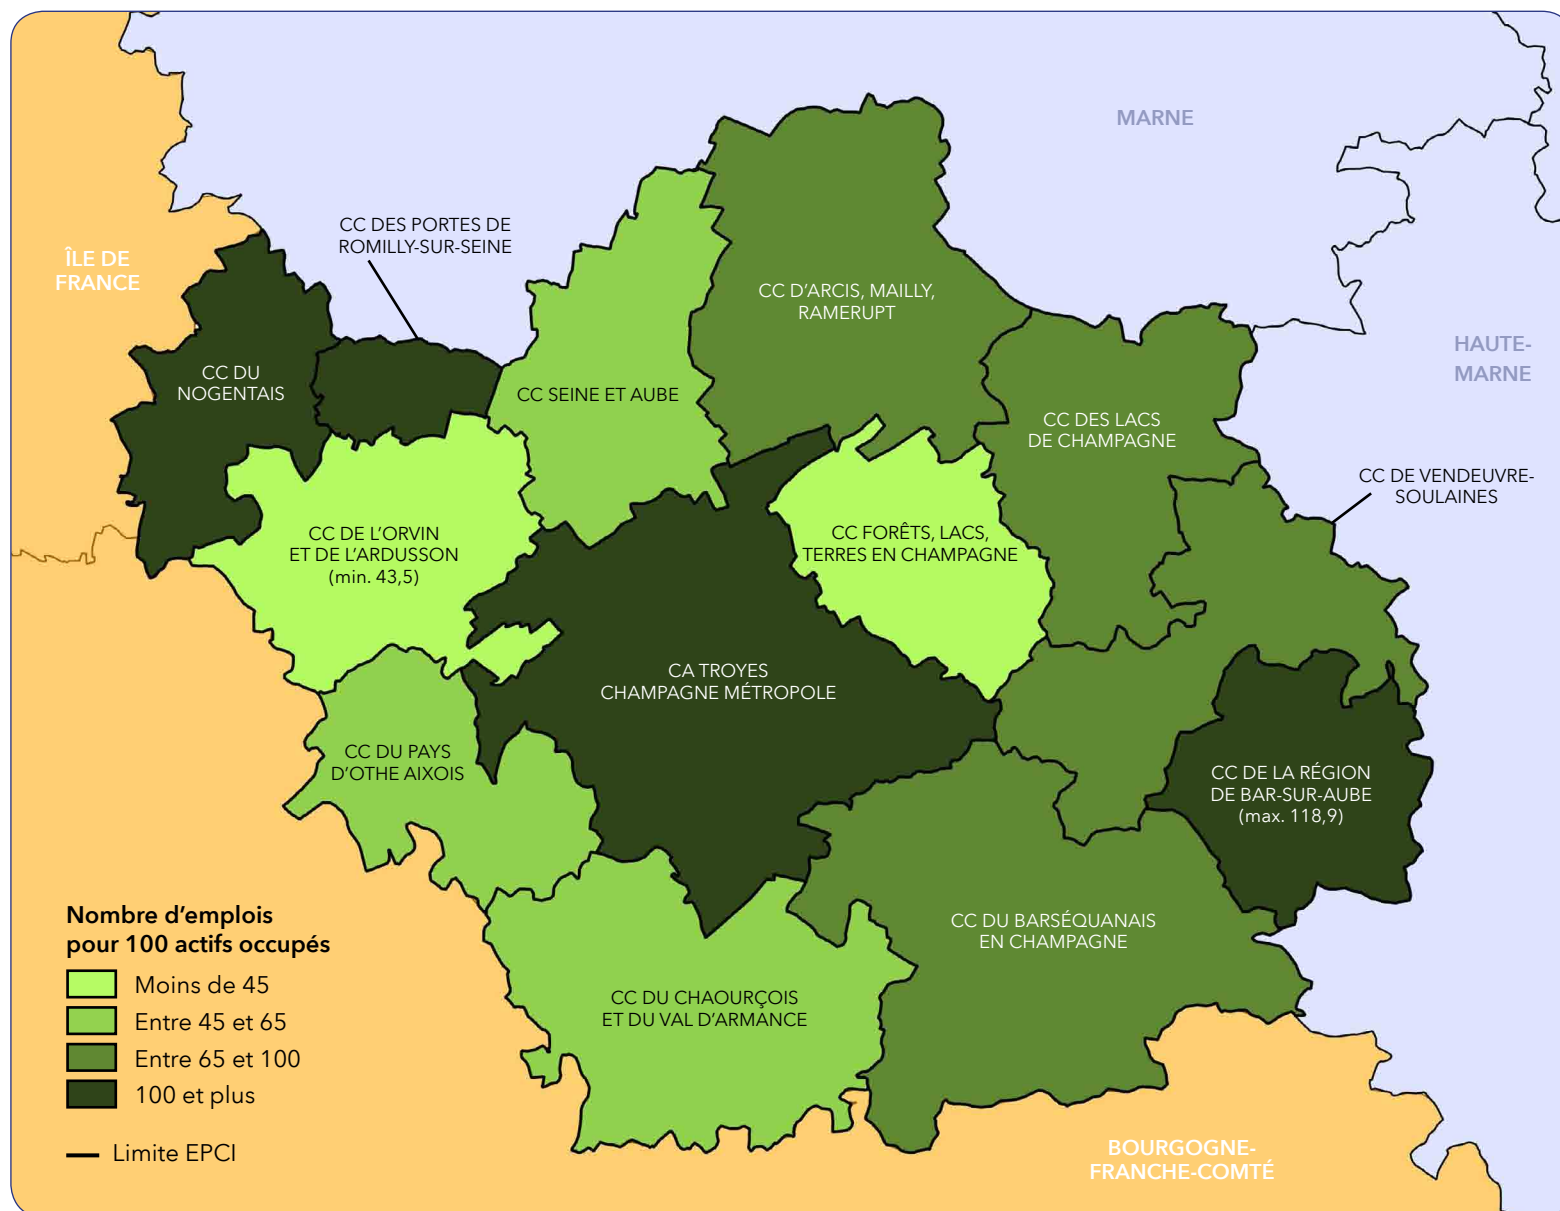 MARNE
CC DES PORTES DE
ROMILLY-SUR-SEINE
ÎLE DE
FRANCE
CC D'ARCIS, MAILLY,
RAMERUPT
HAUTE-
MARNE
CC DU
NOGENTAIS
CC SEINE ET AUBE
CC DES LACS
DE CHAMPAGNE
CC DE VENDEUVRE-
SOULAINES
CC DE L'ORVIN
ET DE L'ARDUSSON
(min. 43,5)
CC FORÊTS, LACS,
TERRES EN CHAMPAGNE
CA TROYES
CHAMPAGNE MÉTROPOLE
CC DU PAYS
D'OTHE AIXOIS
CC DE LA RÉGION
DE BAR-SUR-AUBE
(max. 118,9)
CC DU BARSÉQUANAIS
EN CHAMPAGNE
CC DU CHAOURÇOIS
ET DU VAL D'ARMANCE
Nombre d'emplois
pour 100 actifs occupés
Moins de 45
Entre 45 et 65
Entre 65 et 100
100 et plus
Limite EPCI
BOURGOGNE-
FRANCHE-COMTÉ